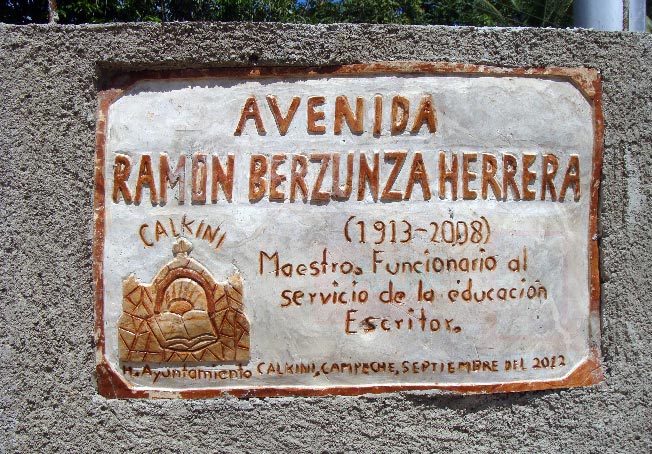 AVENIDA
RAMÓN BERZUNZA HERRERA
(1913-2008)
CALKINI
Maestro. Funcionario al
servicio de la educación
Escritor.
H. Ayuntamiento CALKINI, CAMPECHE, SEPTIEMBRE DEL 2012